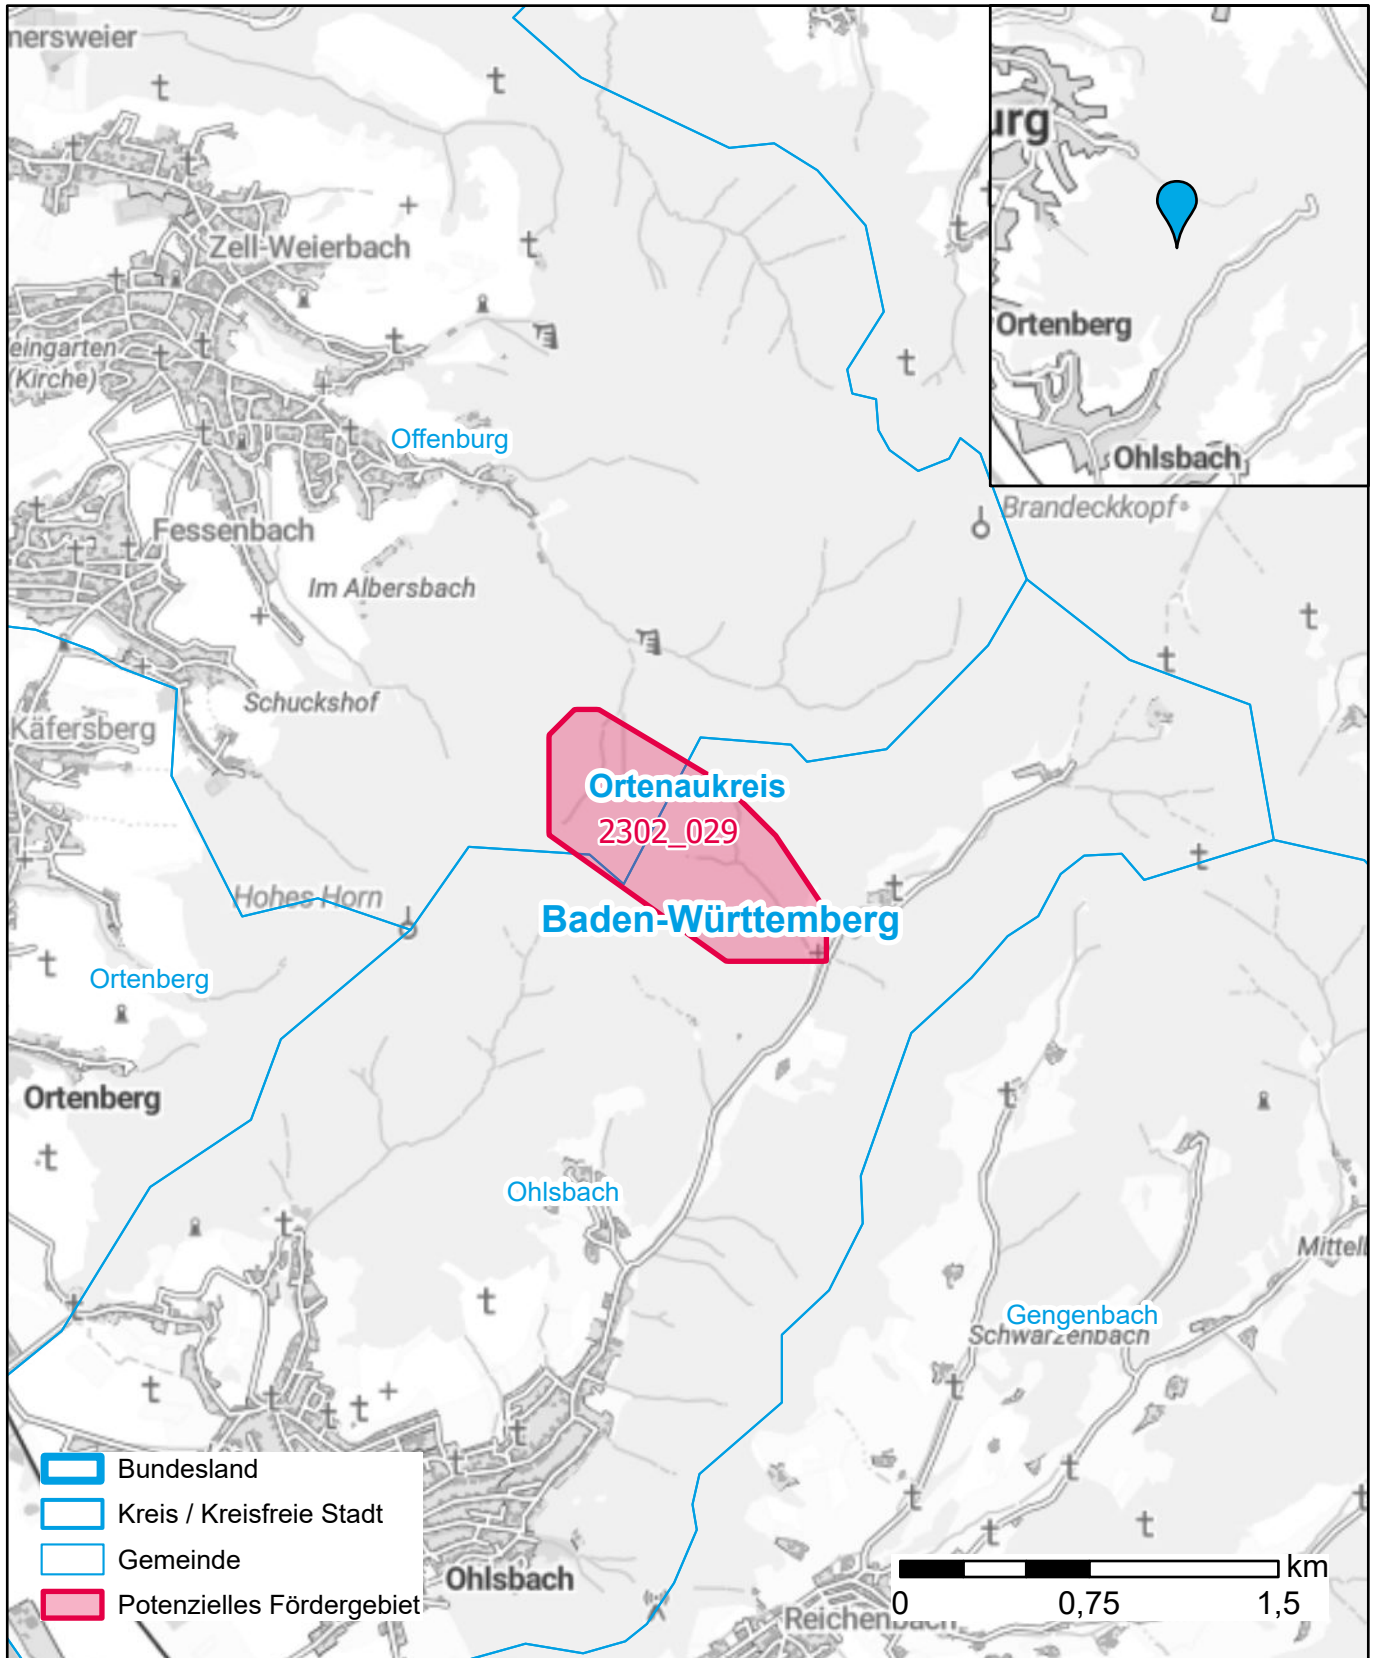 nersweier
urg
Zell-Weierbach
Ortenberg
eingarten
(Kirche)
Offenburg
Ohlsbach
Brandeckkopf
Fessenbach
Im Albersbach
Schuckshof
Käfersberg
Ortenaukreis
2302_029
Hohes Horn
Baden-Württemberg
Ortenberg
Ortenberg
Ohlsbach
Mittell
Gengenbach
Schwarzenbach
Bundesland
Kreis / Kreisfreie Stadt
Gemeinde
Potenzielles Fördergebiet
Ohlsbach
Reichenbach
km
0 0,75 1,5